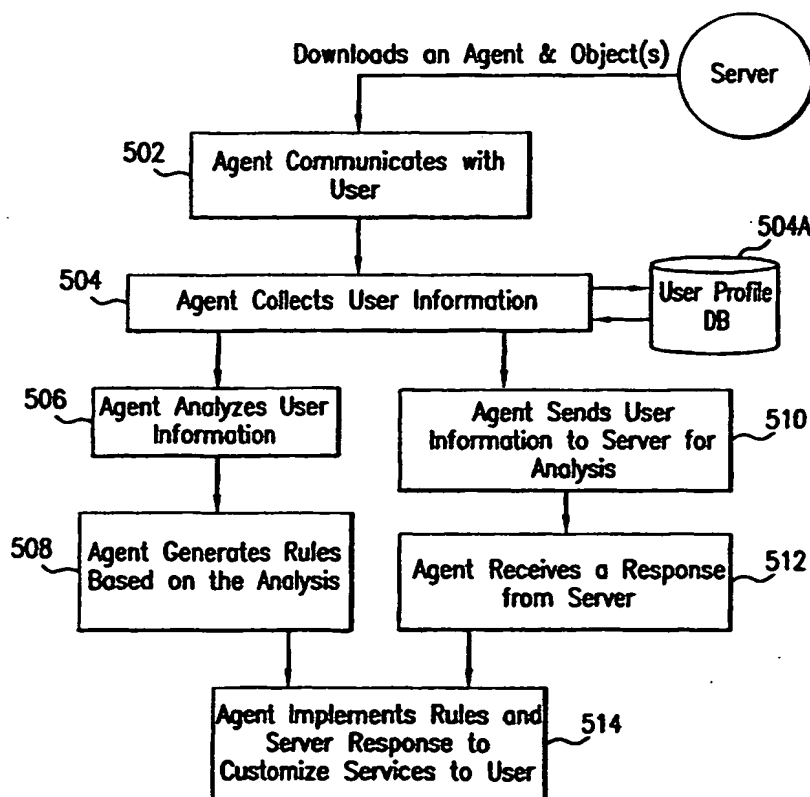 Downloads an Agent & Object(s)
Server
502
Agent Communicates with
User
504A
504
Agent Collects User Information
User Profile
DB
506
Agent Analyzes User
Information
Agent Sends User
Information to Server for
Analysis
510
508
Agent Generates Rules
Based on the Analysis
Agent Receives a Response
from Server
512
Agent Implements Rules and
Server Response to
Customize Services to User
514